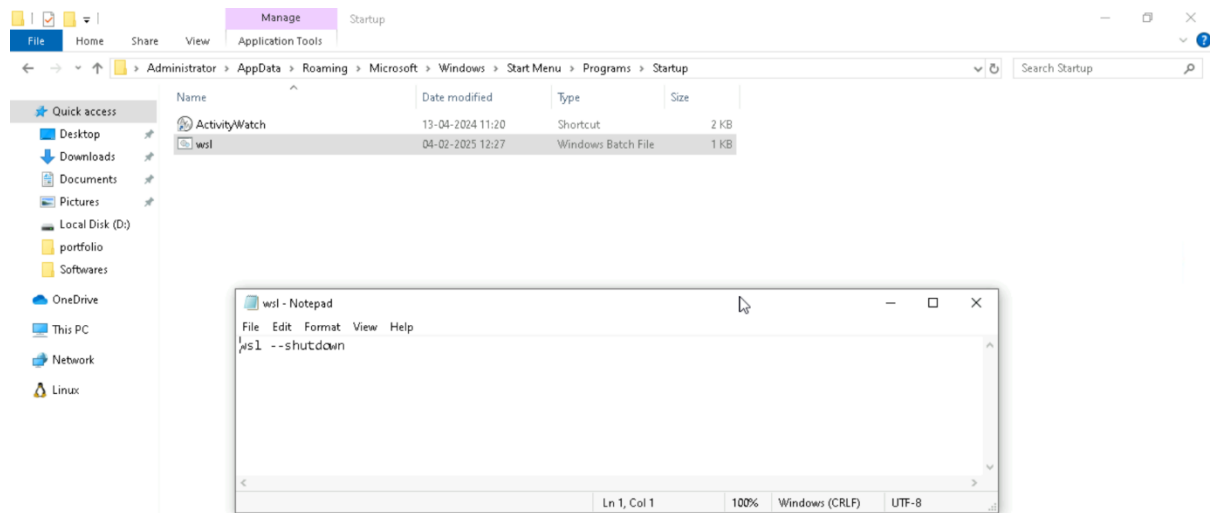 Manage Startup
File Home Share View Application Tools
Administrator > AppData > Roaming > Microsoft > Windows > Start Menu > Programs > Startup Search Startup
Name Date modified Type Size
Quick access
ActivityWatch 13-04-2024 11:20 Shortcut 2 KB
Desktop
wsl 04-02-2025 12:27 Windows Batch File 1 KB
Downloads
Documents
Pictures
Local Disk (D:)
portfolio
Softwares
OneDrive
This PC
Network
Linux
wsl - Notepad
File Edit Format View Help
wsl --shutdown
Ln 1, Col 1 100% Windows (CRLF) UTF-8